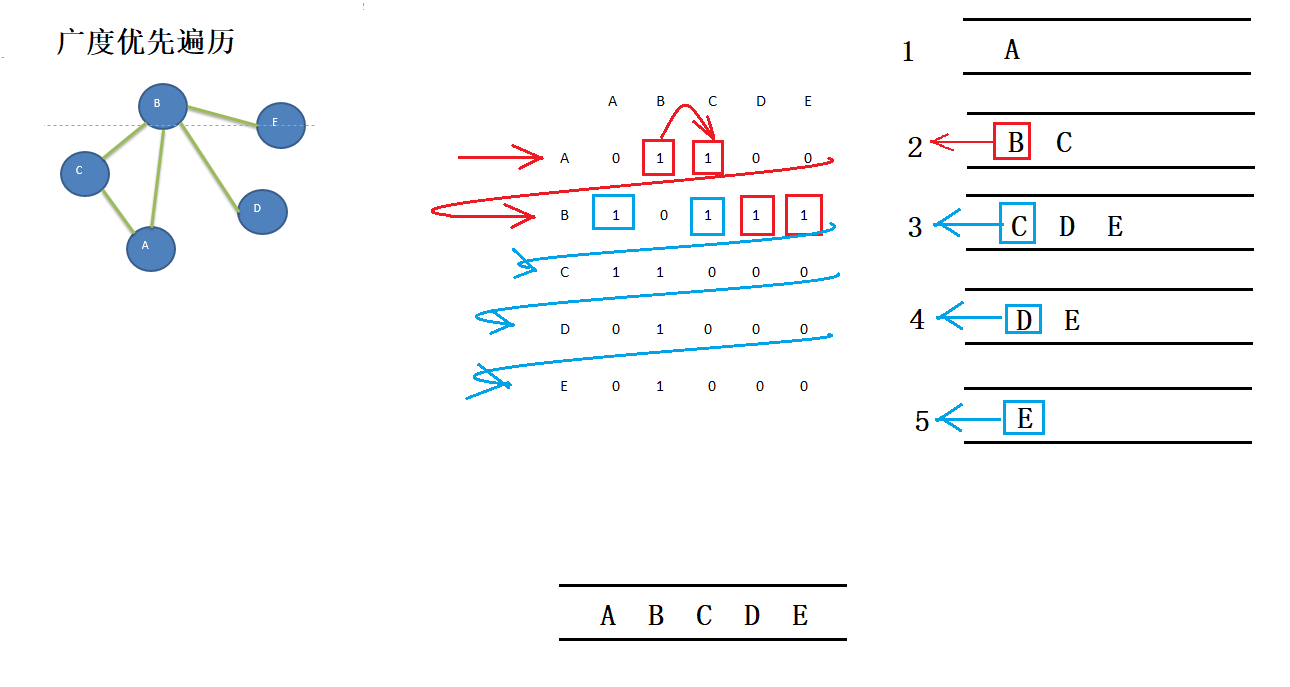 广度优先遍历
B
E
C
D
A
A B C D E
A 0 1 1 0 0
B 1 0 1 1 1
C 1 1 0 0 0
D 0 1 0 0 0
E 0 1 0 0 0
1 A
2 B C
3 C D E
4 D E
5 E
A B C D E